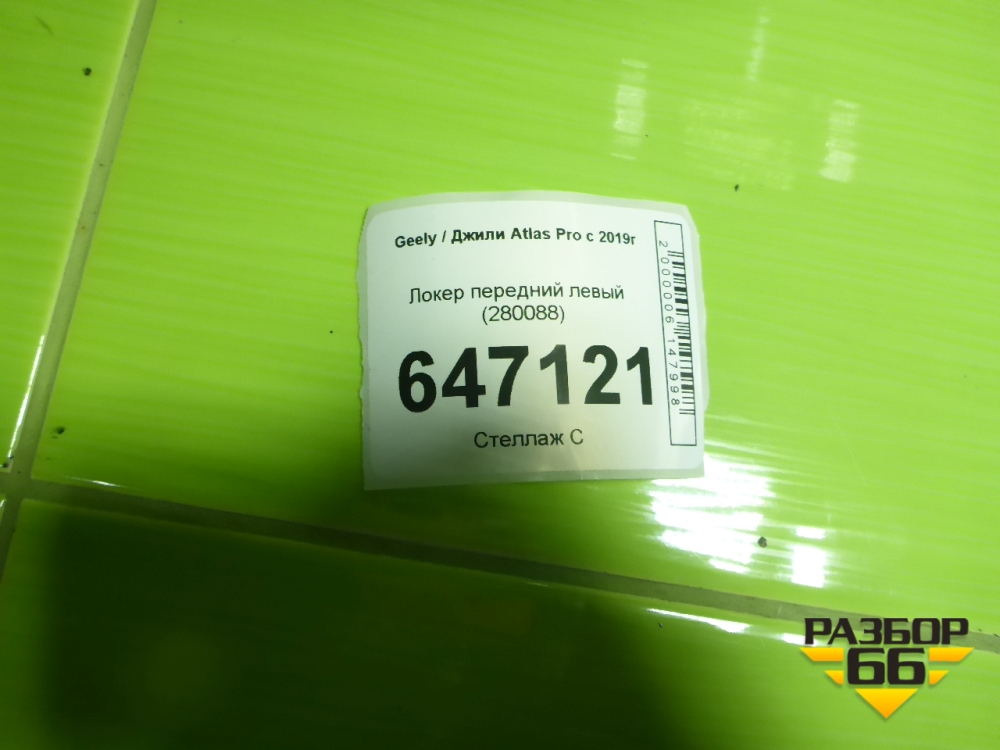 Geely / Джили Atlas Pro с 2019г
Локер передний левый
(280088)
647121
Стеллаж С
2000006147998
РАЗБОР
66